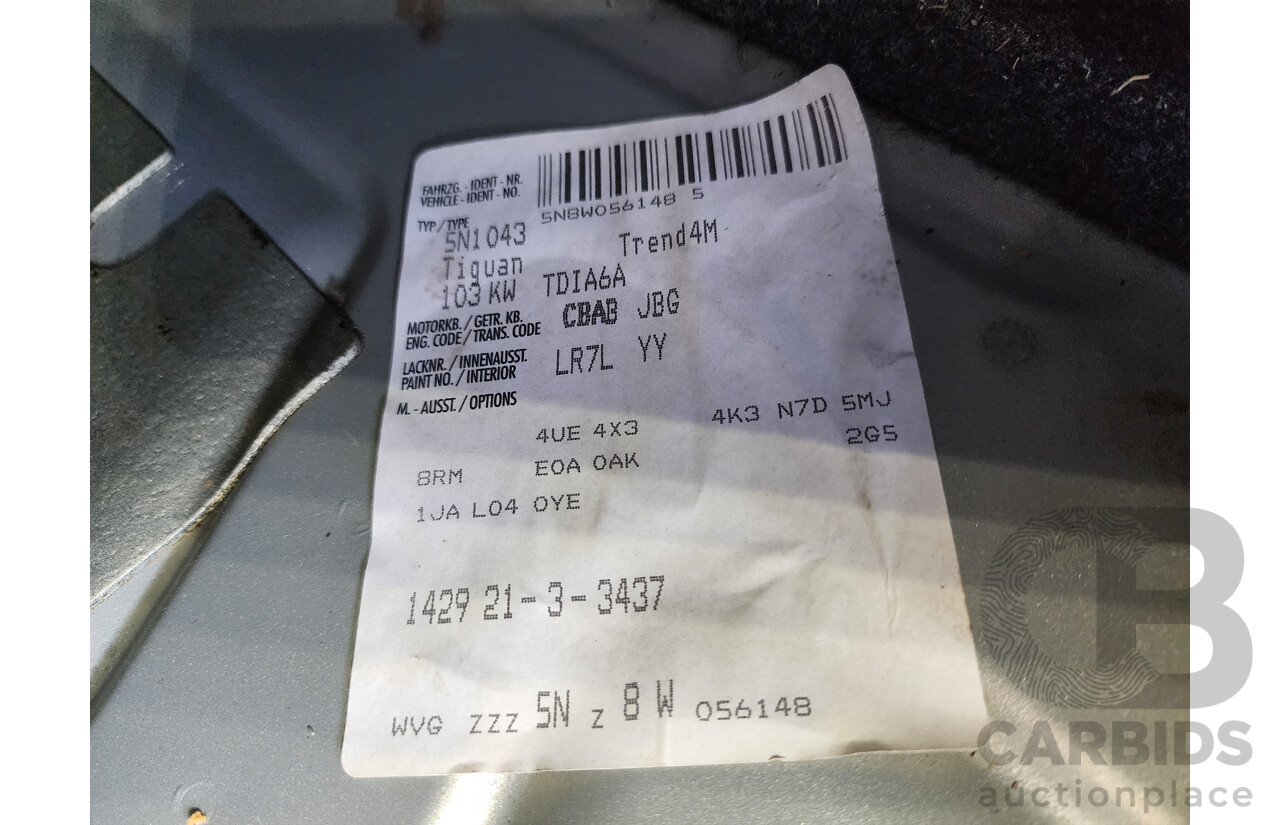 FAHRZG. - IDENT - NR.
VEHICLE - IDENT - NO.
5N8W056148 5
TYP / TYPE
5N1043 Trend4M
Tiguan
103 KW TDIA6A
MOTORKB. / GETR. KB.
ENG. CODE / TRANS. CODE
CBAB JBG
LACKNR. / INNENAUSST.
PAINT NO. / INTERIOR
LR7L YY
M. - AUSST. / OPTIONS
4UE 4X3 4K3 N7D 5MJ
8RM E0A 0AK 2G5
1JA L04 0YE
1429 21-3-3437
WVG ZZZ 5N Z 8 W 056148
CB
CARBIDS
auctionplace